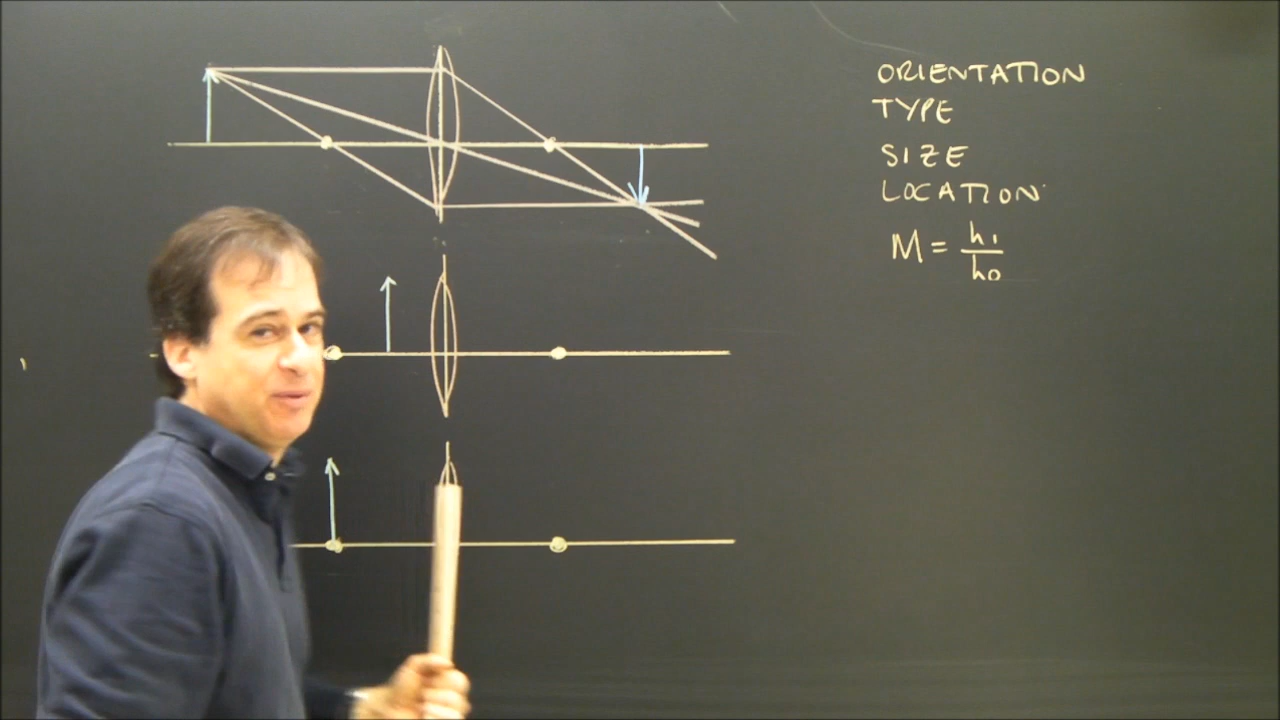 ORIENTATION
TYPE
SIZE
LOCATION
M = hi/ho